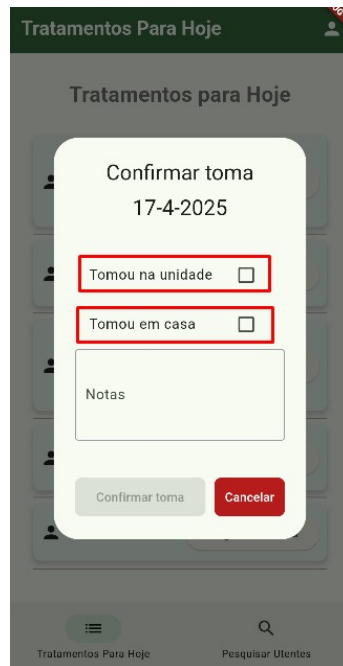 Tratamentos Para Hoje
Tratamentos para Hoje
Confirmar toma
17-4-2025
Tomou na unidade
Tomou em casa
Notas
Confirmar toma
Cancelar
Tratamentos Para Hoje
Pesquisar Utentes